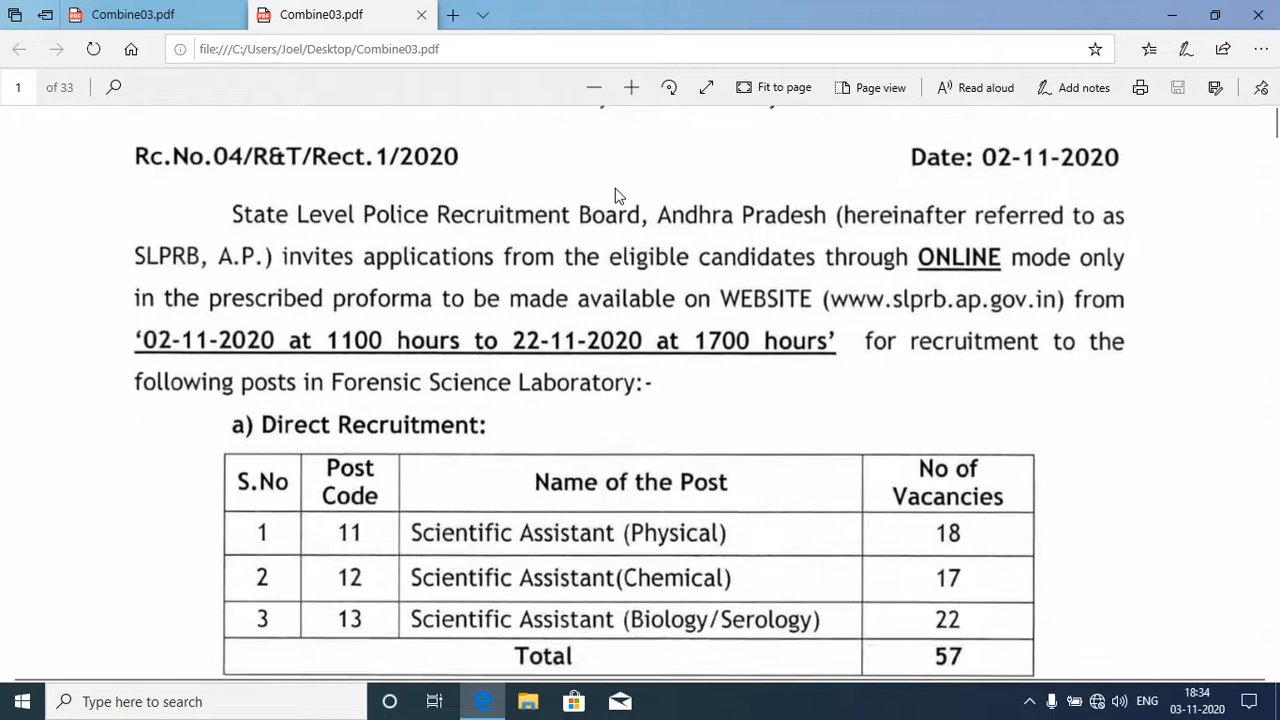 Combine03.pdf
Combine03.pdf
file:///C:/Users/Joel/Desktop/Combine03.pdf
1 of 33
Fit to page
Page view
Read aloud
Add notes
Rc.No.04/R&T/Rect.1/2020 Date: 02-11-2020
State Level Police Recruitment Board, Andhra Pradesh (hereinafter referred to as
SLPRB, A.P.) invites applications from the eligible candidates through ONLINE mode only
in the prescribed proforma to be made available on WEBSITE (www.slprb.ap.gov.in) from
‘02-11-2020 at 1100 hours to 22-11-2020 at 1700 hours’ for recruitment to the
following posts in Forensic Science Laboratory:-
a) Direct Recruitment:
S.No Post Code Name of the Post No of Vacancies
1 11 Scientific Assistant (Physical) 18
2 12 Scientific Assistant(Chemical) 17
3 13 Scientific Assistant (Biology/Serology) 22
Total 57
Type here to search
ENG
18:34
03-11-2020